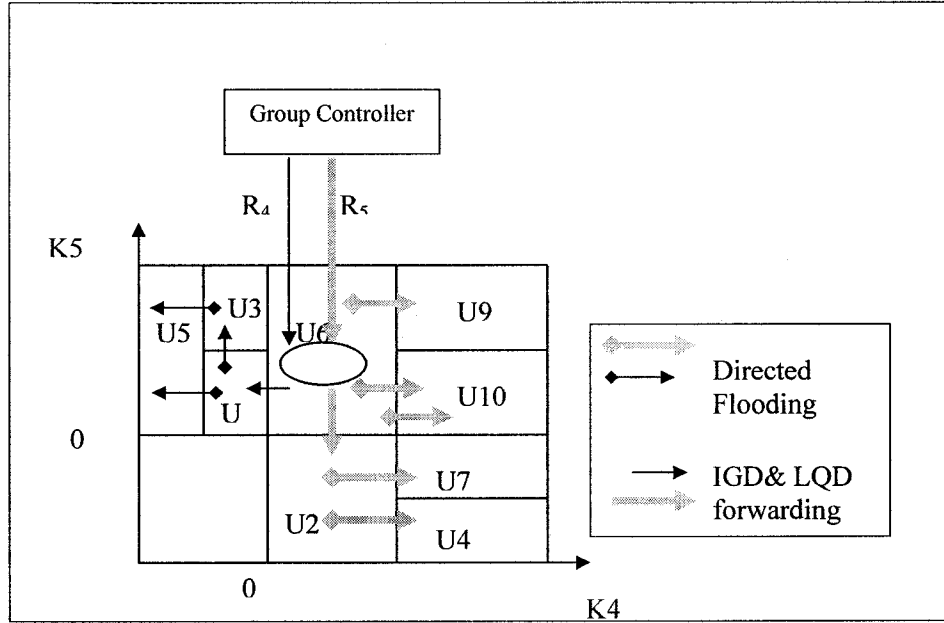 Group Controller
R₄ R₅
K5
U3 U9
U5 U6
U10
U
0
U7
U2
U4
0
K4
Directed
Flooding
IGD& LQD
forwarding